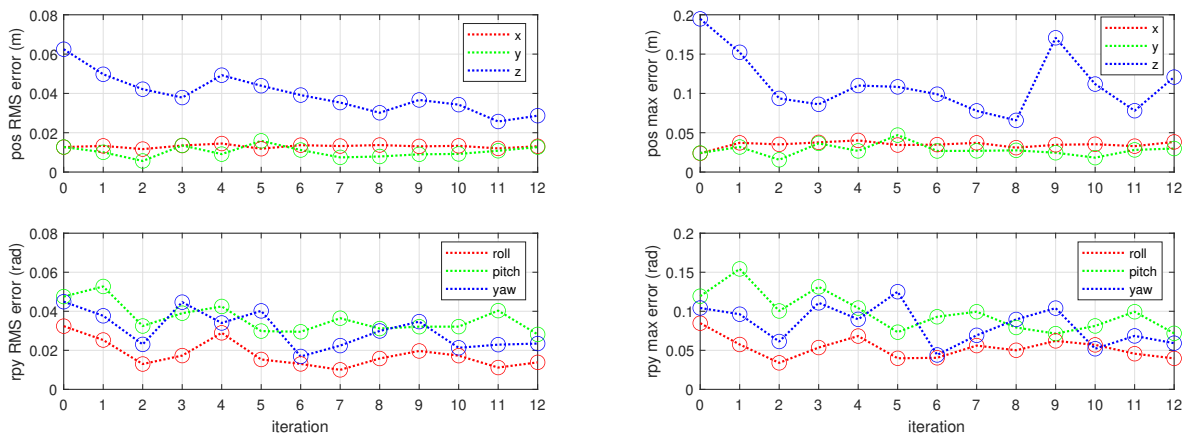 pos RMS error (m)
0.08
0.06
0.04
0.02
0
x
y
z
0 1 2 3 4 5 6 7 8 9 10 11 12
pos max error (m)
0.2
0.15
0.1
0.05
0
x
y
z
0 1 2 3 4 5 6 7 8 9 10 11 12
rpy RMS error (rad)
0.08
0.06
0.04
0.02
0
roll
pitch
yaw
0 1 2 3 4 5 6 7 8 9 10 11 12
iteration
rpy max error (rad)
0.2
0.15
0.1
0.05
0
roll
pitch
yaw
0 1 2 3 4 5 6 7 8 9 10 11 12
iteration